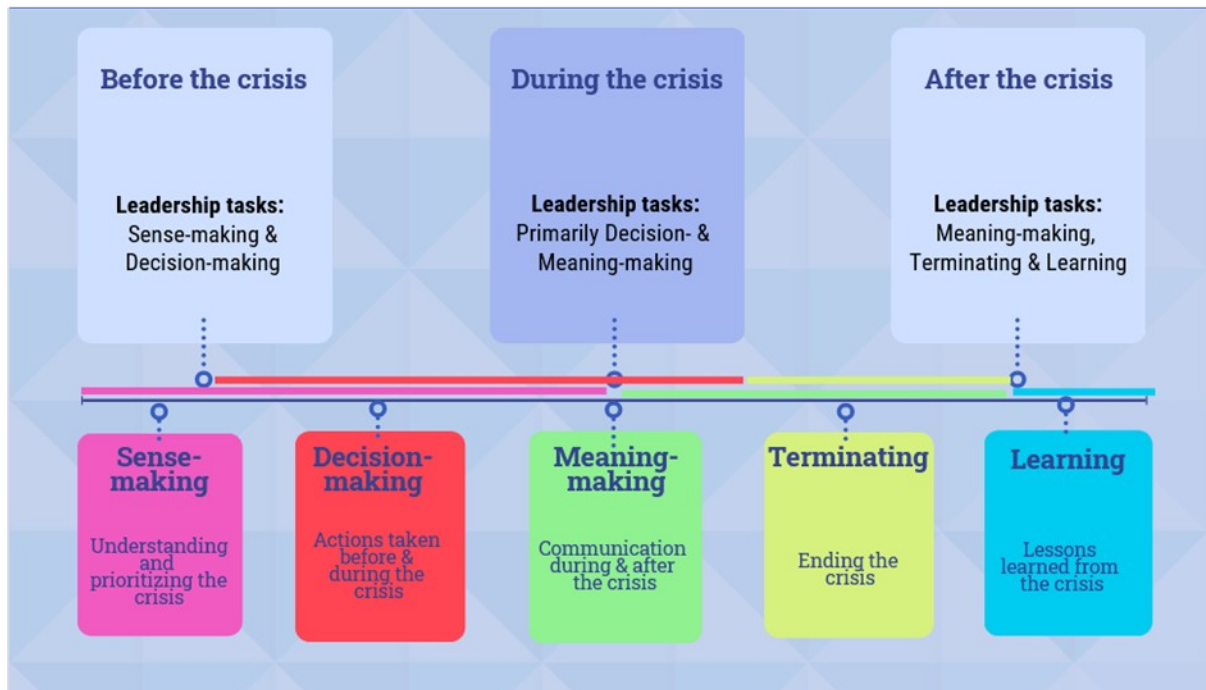 Before the crisis
Leadership tasks:
Sense-making &
Decision-making
During the crisis
Leadership tasks:
Primarily Decision- &
Meaning-making
After the crisis
Leadership tasks:
Meaning-making,
Terminating & Learning
Sense-
making
Understanding
and
prioritizing the
crisis
Decision-
making
Actions taken
before &
during the
crisis
Meaning-
making
Communication
during & after
the crisis
Terminating
Ending the
crisis
Learning
Lessons
learned from
the crisis